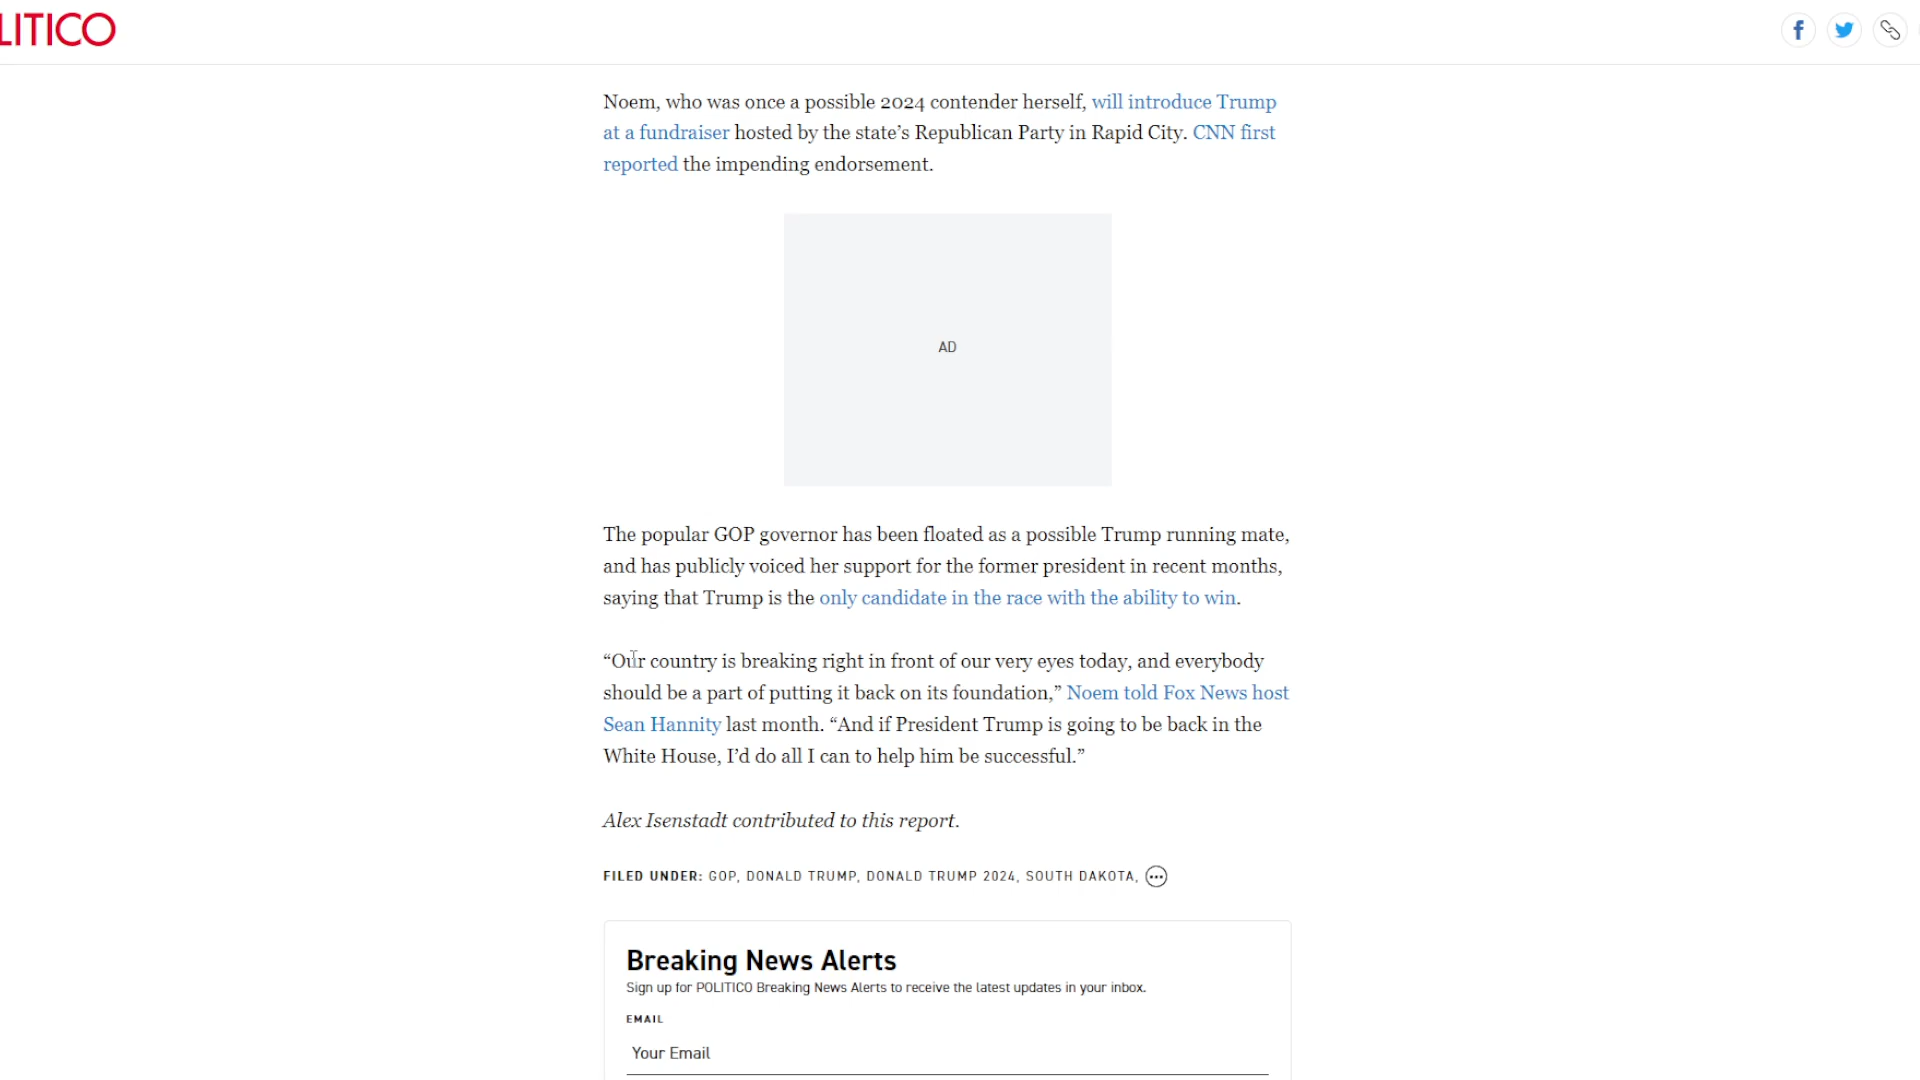 LITICO
Noem, who was once a possible 2024 contender herself, will introduce Trump
at a fundraiser hosted by the state’s Republican Party in Rapid City. CNN first
reported the impending endorsement.
AD
The popular GOP governor has been floated as a possible Trump running mate,
and has publicly voiced her support for the former president in recent months,
saying that Trump is the only candidate in the race with the ability to win.
“Our country is breaking right in front of our very eyes today, and everybody
should be a part of putting it back on its foundation,” Noem told Fox News host
Sean Hannity last month. “And if President Trump is going to be back in the
White House, I’d do all I can to help him be successful.”
Alex Isenstadt contributed to this report.
FILED UNDER: GOP, DONALD TRUMP, DONALD TRUMP 2024, SOUTH DAKOTA,
Breaking News Alerts
Sign up for POLITICO Breaking News Alerts to receive the latest updates in your inbox.
EMAIL
Your Email